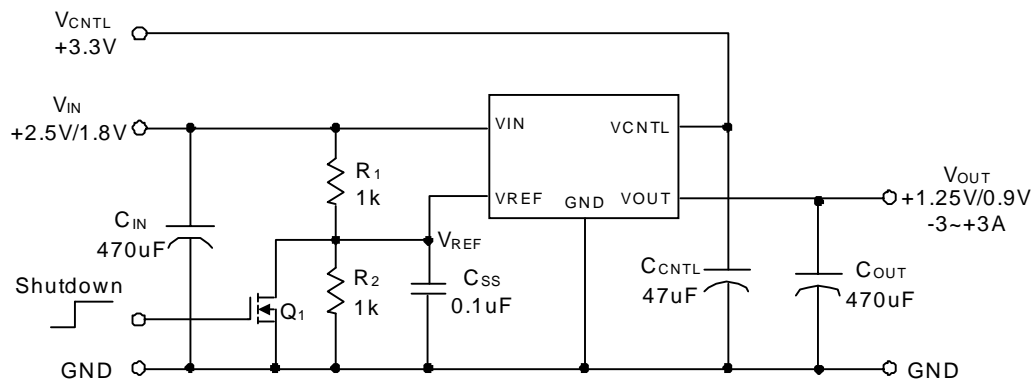 VCNTL
+3.3V
VIN
+2.5V/1.8V
VIN
VCNTL
R1
1k
VREF
GND
VOUT
VOUT
+1.25V/0.9V
-3~+3A
CIN
470uF
VREF
Shutdown
Q1
R2
1k
CSS
0.1uF
CCNTL
47uF
COUT
470uF
GND
GND